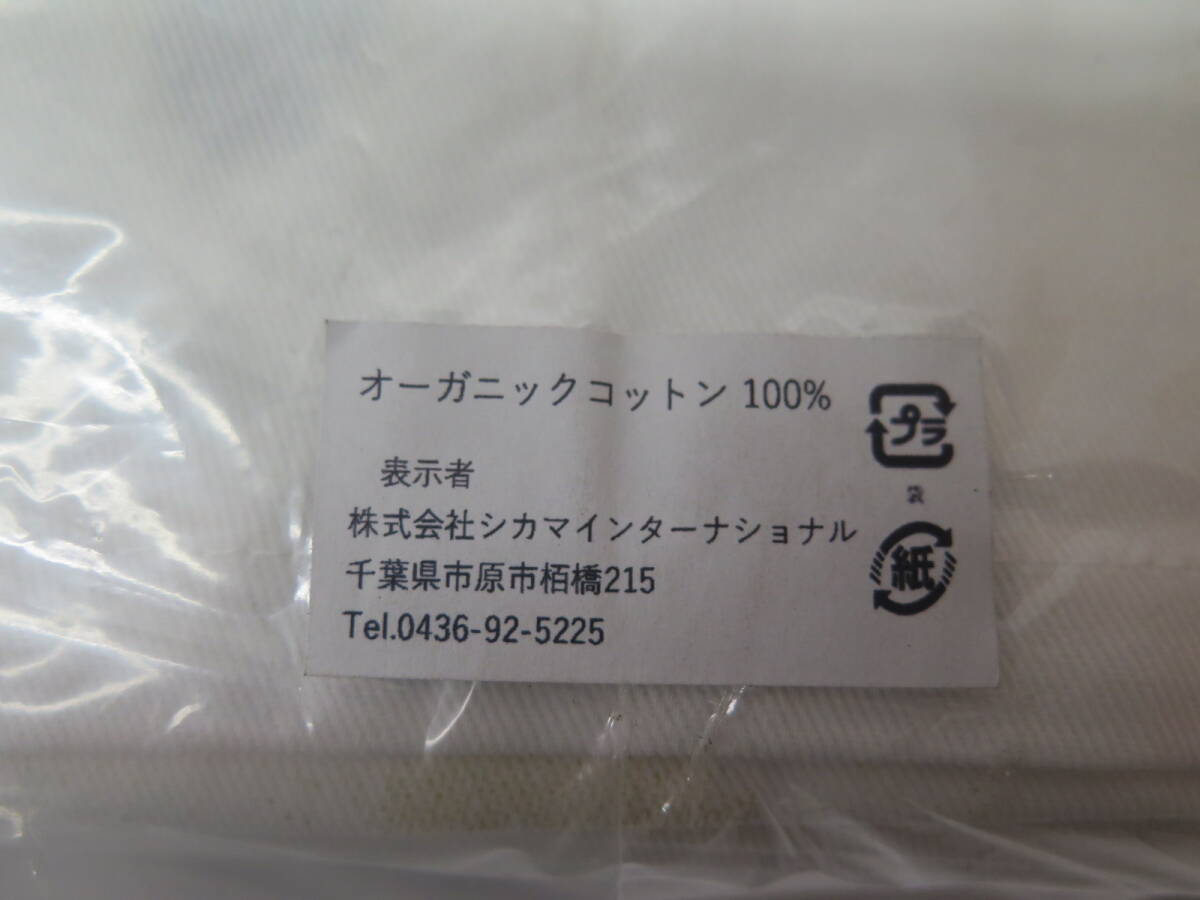 オーガニックコットン 100%
表示者
株式会社シカマインターナショナル
千葉県市原市栢橋215
Tel.0436-92-5225
プラ
袋
紙